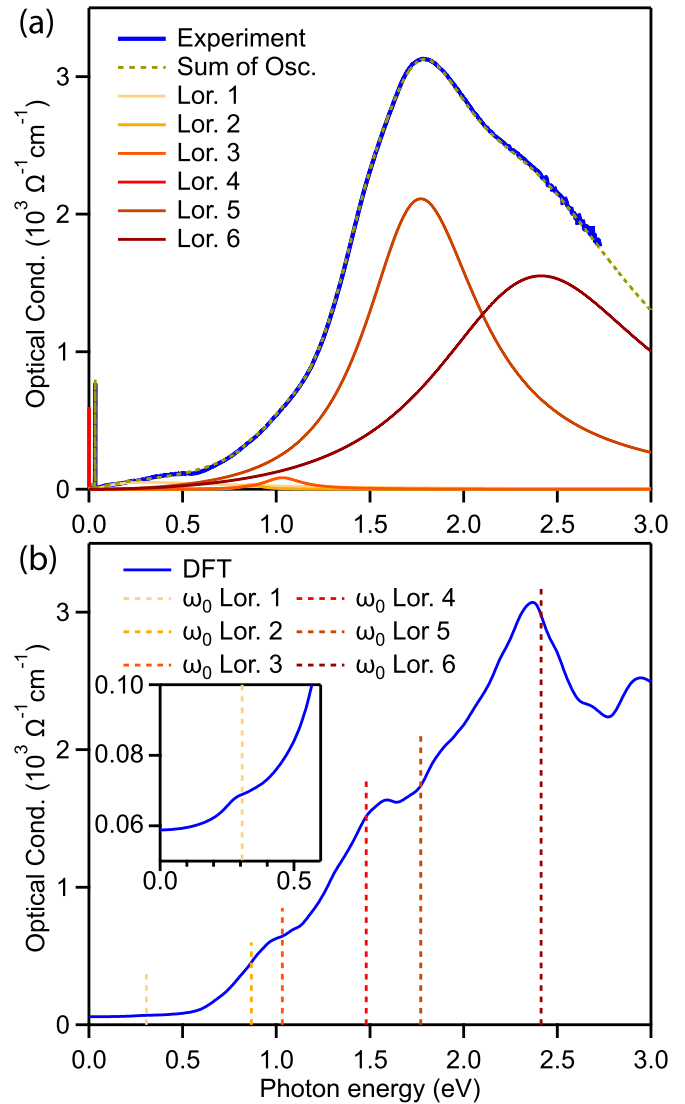 (a)
Experiment
Sum of Osc.
Lor. 1
Lor. 2
Lor. 3
Lor. 4
Lor. 5
Lor. 6
Optical Cond. (10³ Ω⁻¹ cm⁻¹)
3
2
1
0
0.0 0.5 1.0 1.5 2.0 2.5 3.0
(b)
DFT
ω₀ Lor. 1 ω₀ Lor. 4
ω₀ Lor. 2 ω₀ Lor 5
ω₀ Lor. 3 ω₀ Lor. 6
0.10
0.08
0.06
0.0 0.5
Optical Cond. (10³ Ω⁻¹ cm⁻¹)
3
2
1
0
0.0 0.5 1.0 1.5 2.0 2.5 3.0
Photon energy (eV)